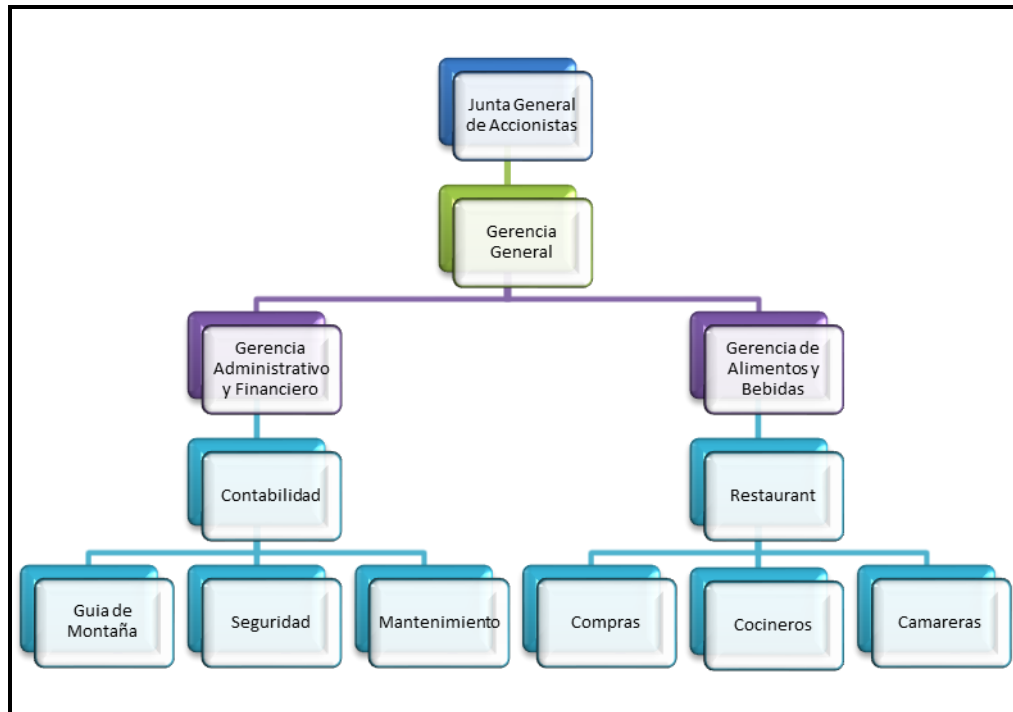 Junta General
de Accionistas
Gerencia
General
Gerencia
Administrativo
y Financiero
Gerencia de
Alimentos y
Bebidas
Contabilidad
Restaurant
Guia de
Montaña
Seguridad
Mantenimiento
Compras
Cocineros
Camareras